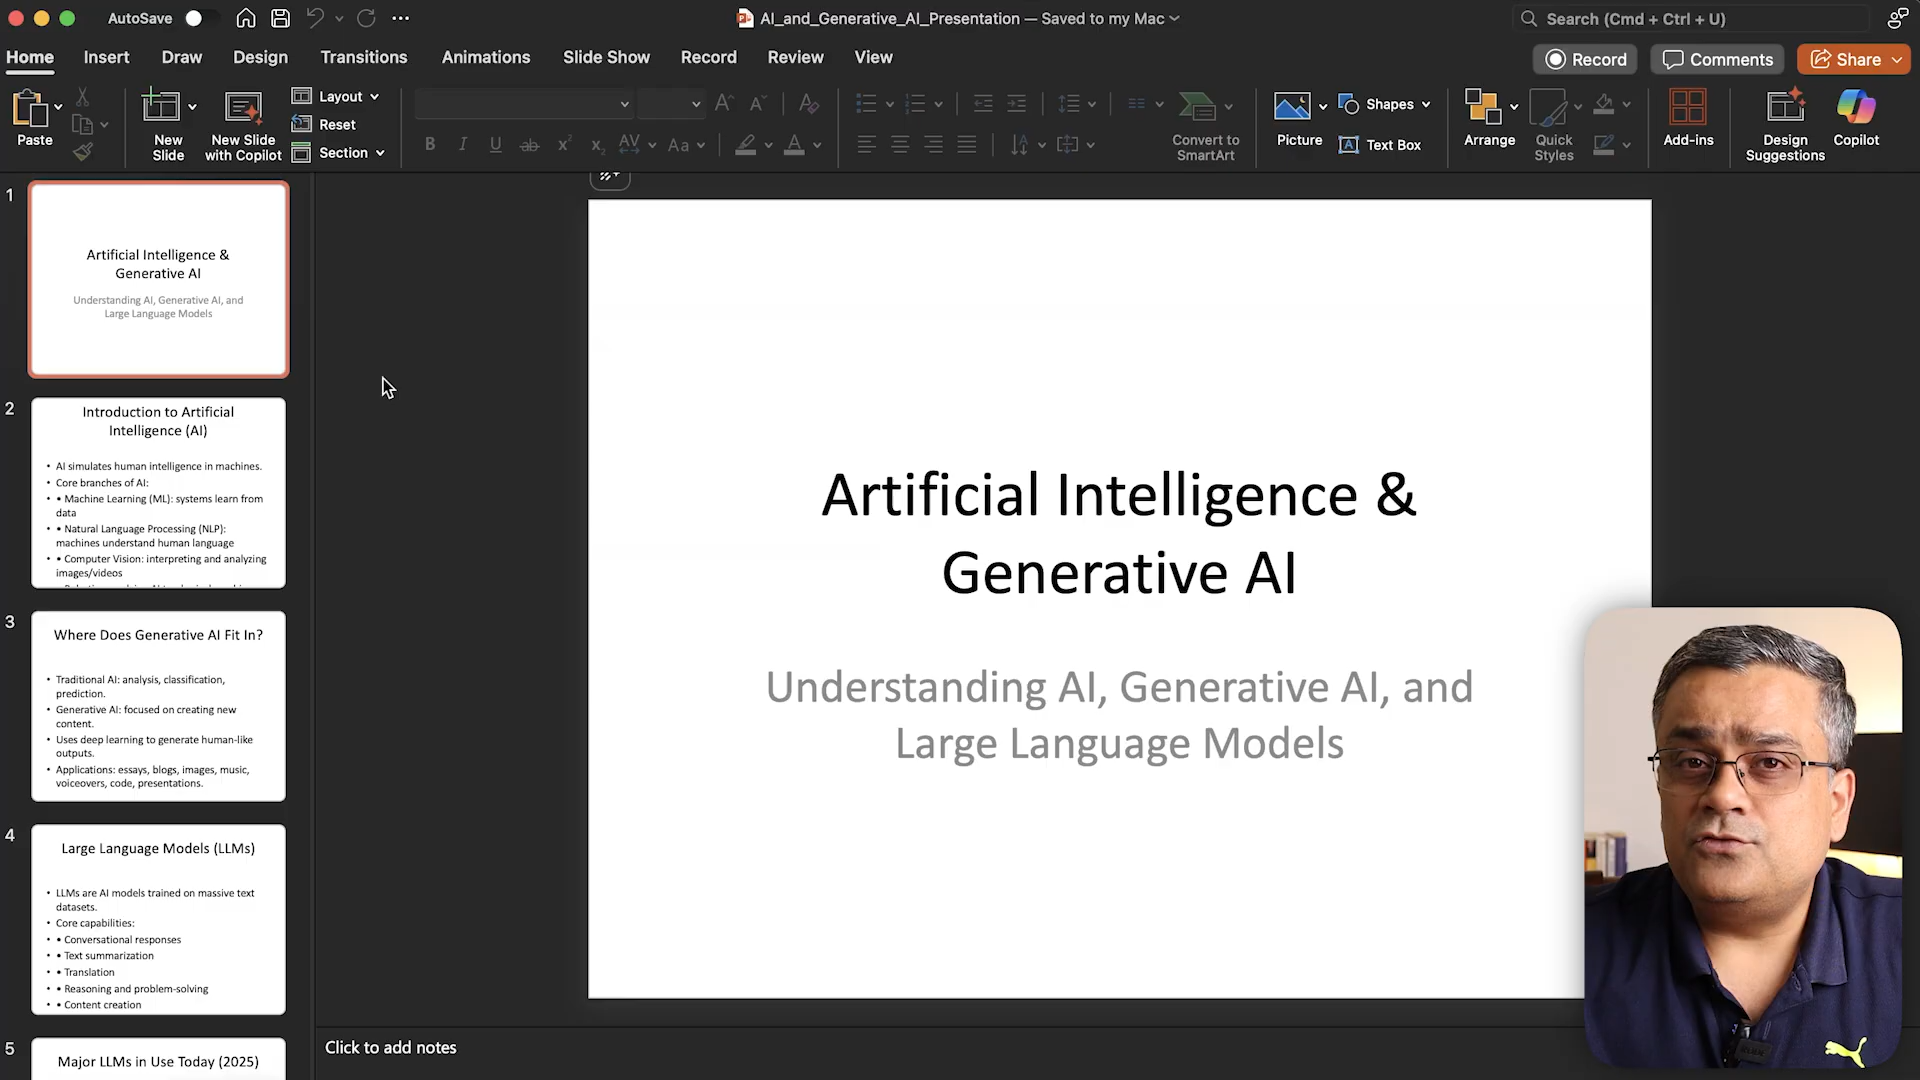 AutoSave
AI_and_Generative_AI_Presentation — Saved to my Mac
Search (Cmd + Ctrl + U)
Home Insert Draw Design Transitions Animations Slide Show Record Review View
Record Comments Share
Paste
New Slide
New Slide with Copilot
Layout
Reset
Section
B I U ab x² x₂ AV Aa A
Convert to SmartArt
Picture
Shapes
Text Box
Arrange
Quick Styles
Add-ins
Design Suggestions
Copilot
1
Artificial Intelligence &
Generative AI
Understanding AI, Generative AI, and
Large Language Models
2
Introduction to Artificial
Intelligence (AI)
• AI simulates human intelligence in machines.
• Core branches of AI:
• • Machine Learning (ML): systems learn from
data
• • Natural Language Processing (NLP):
machines understand human language
• • Computer Vision: interpreting and analyzing
images/videos
3
Where Does Generative AI Fit In?
• Traditional AI: analysis, classification,
prediction.
• Generative AI: focused on creating new
content.
• Uses deep learning to generate human-like
outputs.
• Applications: essays, blogs, images, music,
voiceovers, code, presentations.
4
Large Language Models (LLMs)
• LLMs are AI models trained on massive text
datasets.
• Core capabilities:
• • Conversational responses
• • Text summarization
• • Translation
• • Reasoning and problem-solving
• • Content creation
5
Major LLMs in Use Today (2025)
Artificial Intelligence &
Generative AI
Understanding AI, Generative AI, and
Large Language Models
Click to add notes